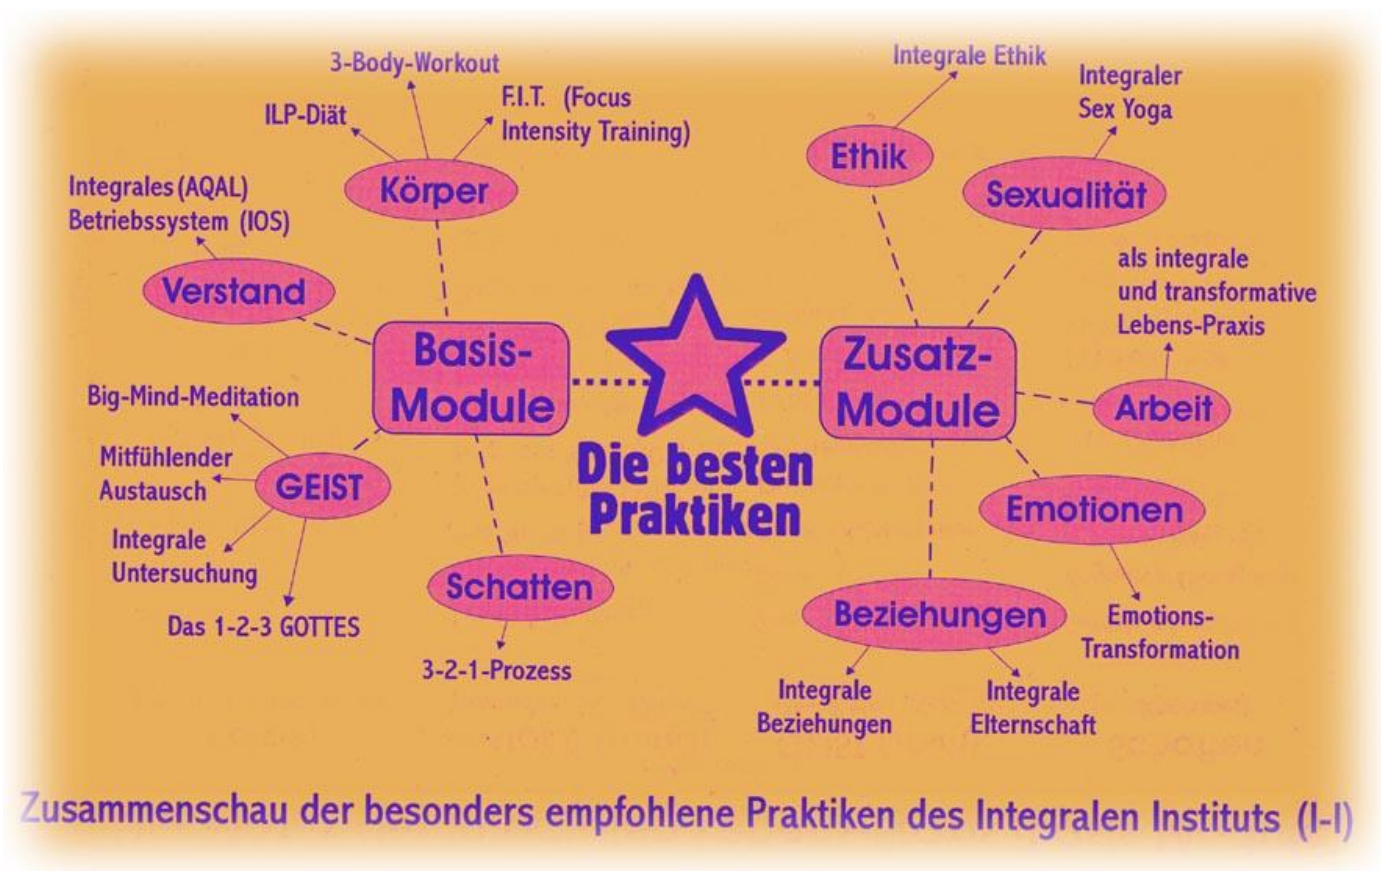 3-Body-Workout
ILP-Diät
F.I.T. (Focus
Intensity Training)
Körper
Integrales (AQAL)
Betriebssystem (IOS)
Verstand
Basis-
Module
Big-Mind-Meditation
Mitfühlender
Austausch
GEIST
Integrale
Untersuchung
Das 1-2-3 GOTTES
Schatten
3-2-1-Prozess
Die besten
Praktiken
Integrale Ethik
Ethik
Integraler
Sex Yoga
Sexualität
als integrale
und transformative
Lebens-Praxis
Zusatz-
Module
Arbeit
Emotionen
Emotions-
Transformation
Beziehungen
Integrale
Beziehungen
Integrale
Elternschaft
Zusammenschau der besonders empfohlene Praktiken des Integralen Instituts (I-I)